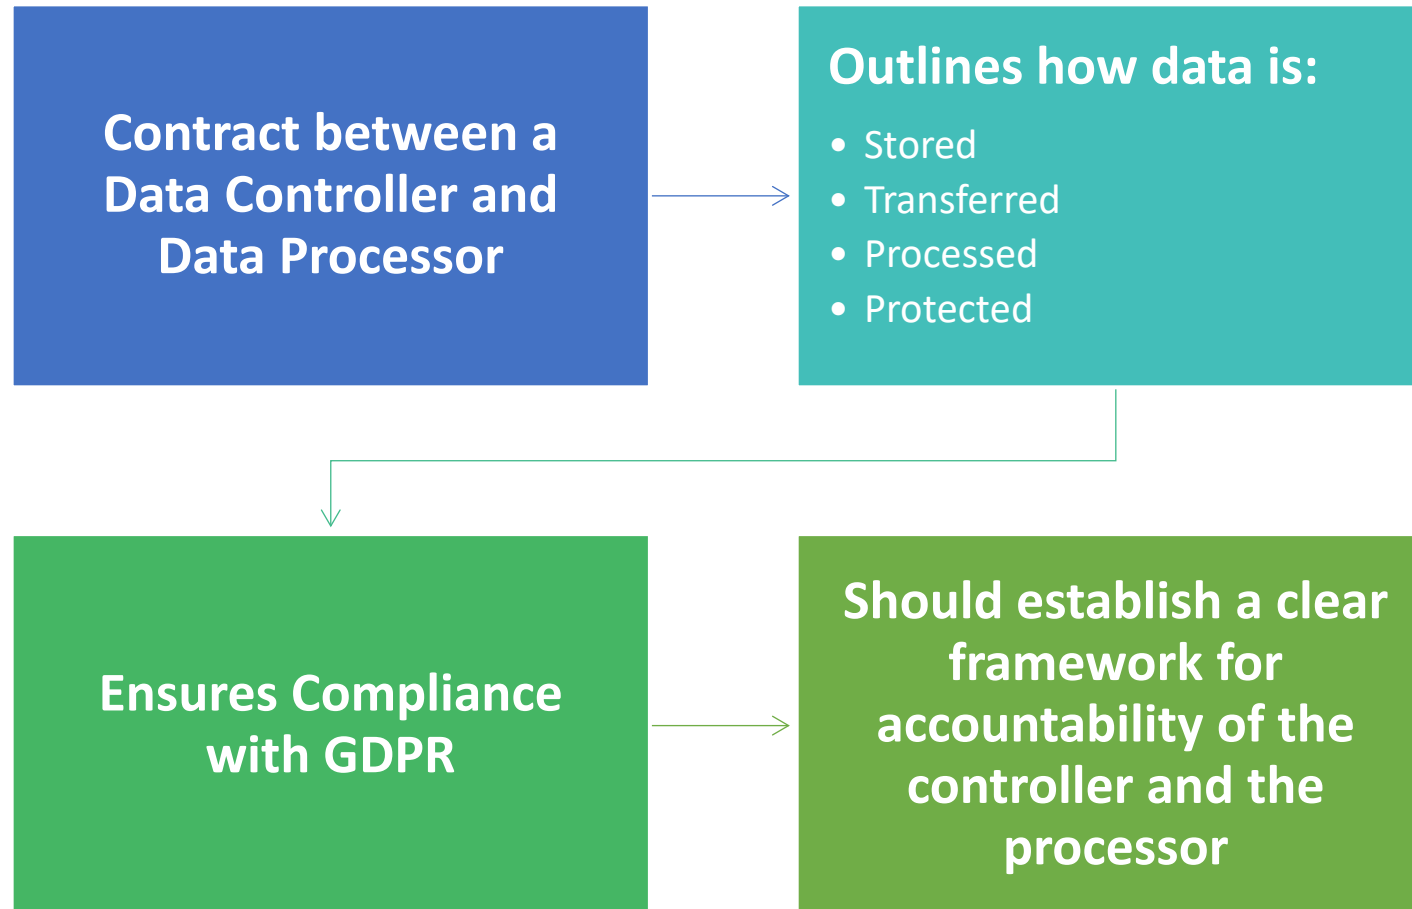 Contract between a
Data Controller and
Data Processor
Outlines how data is:
• Stored
• Transferred
• Processed
• Protected
Ensures Compliance
with GDPR
Should establish a clear
framework for
accountability of the
controller and the
processor